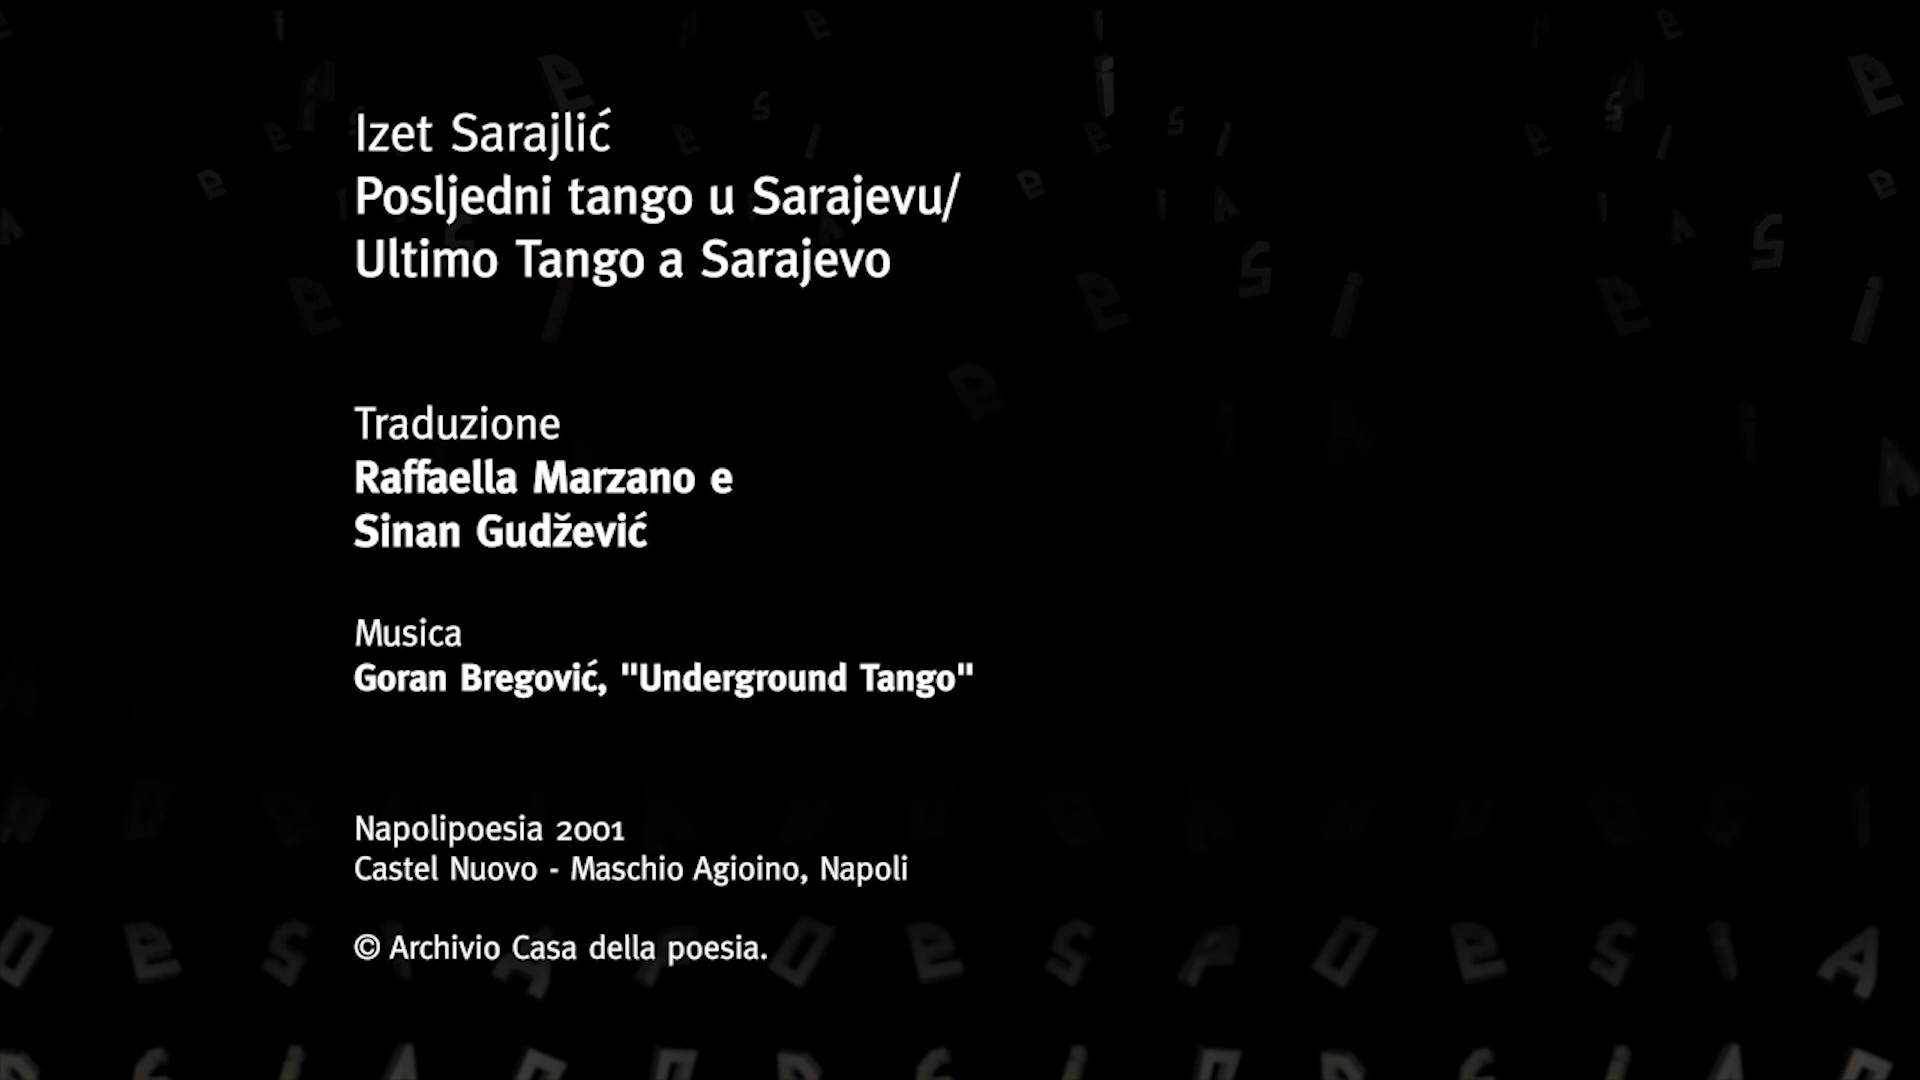 Izet Sarajlić
Posljedni tango u Sarajevu/
Ultimo Tango a Sarajevo
Traduzione
Raffaella Marzano e
Sinan Gudžević
Musica
Goran Bregović, "Underground Tango"
Napolipoesia 2001
Castel Nuovo - Maschio Agioino, Napoli
© Archivio Casa della poesia.